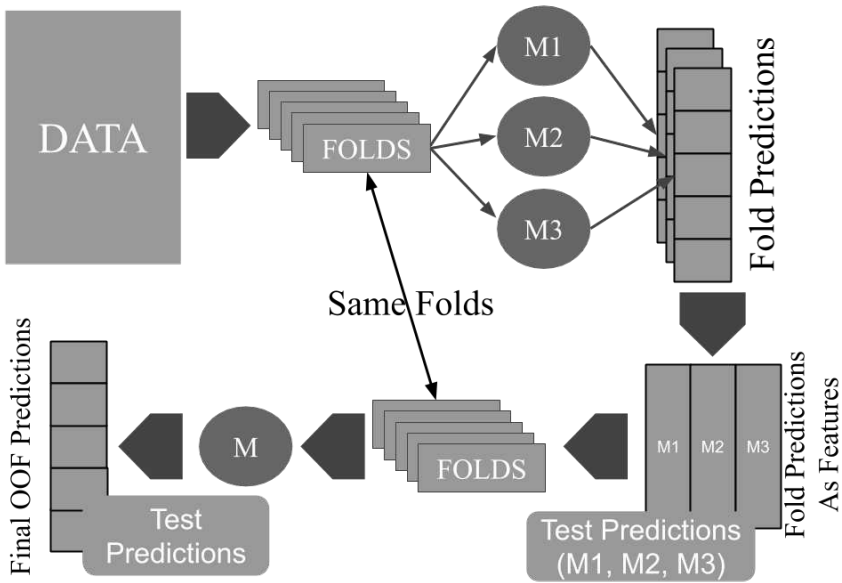 DATA
FOLDS
M1
M2
M3
Fold Predictions
Same Folds
M1
M2
M3
Fold Predictions
As Features
Test Predictions
(M1, M2, M3)
FOLDS
M
Final OOF Predictions
Test
Predictions